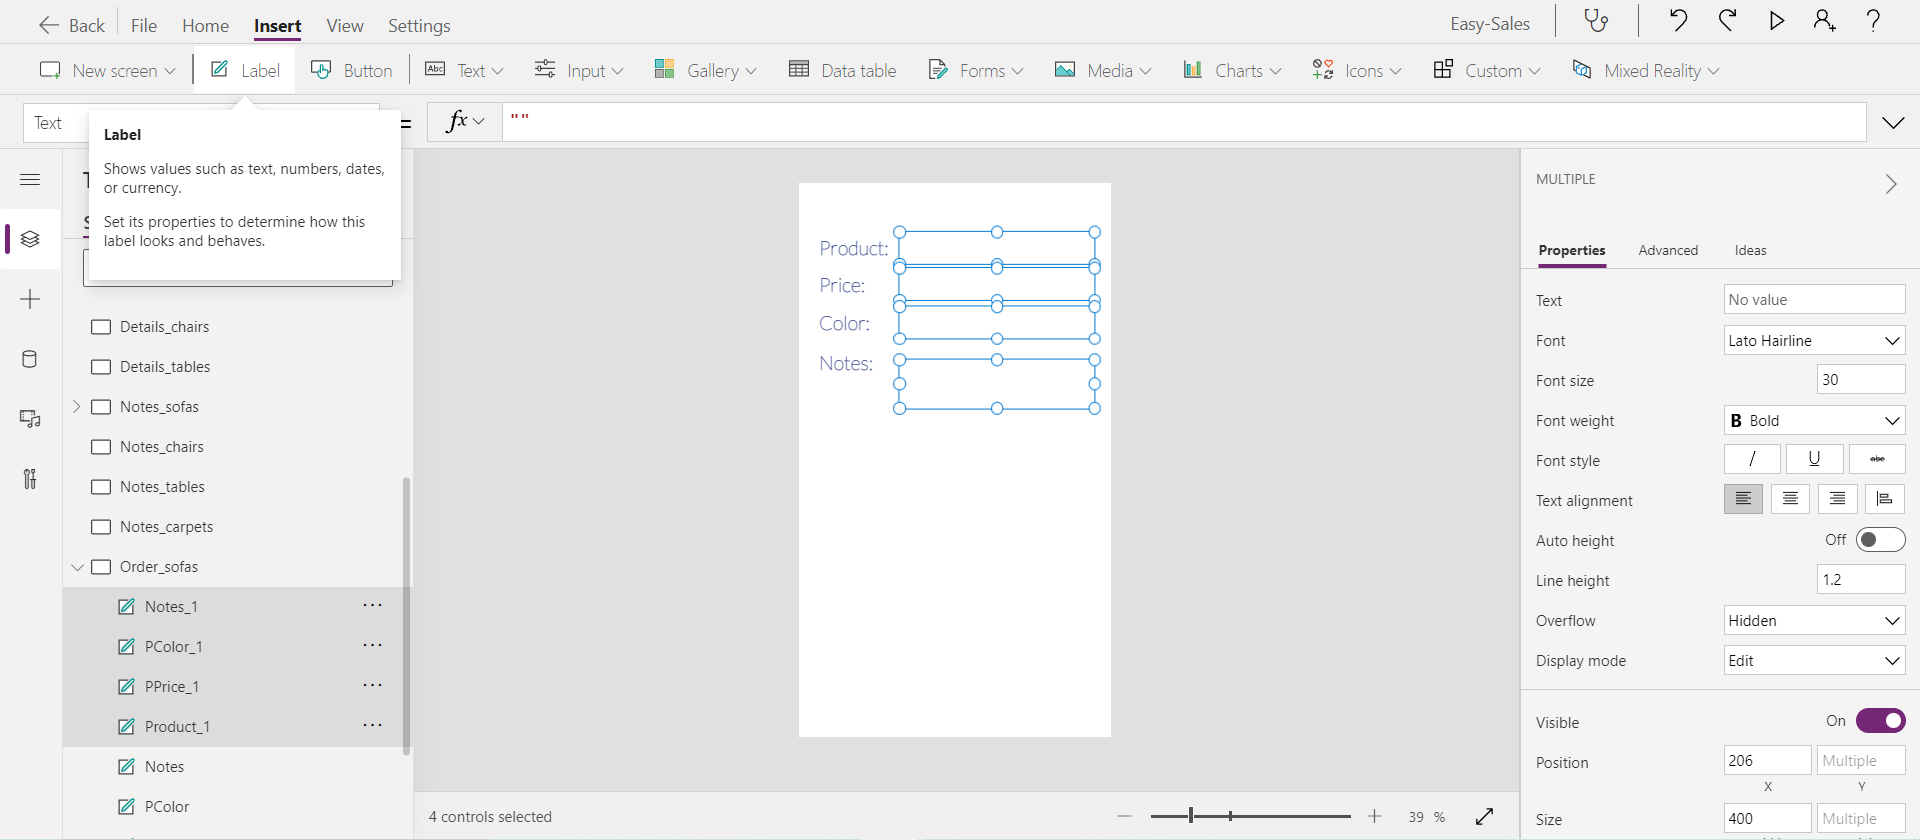 Back File Home Insert View Settings Easy-Sales
New screen Label Button Abc Text Input Gallery Data table Forms Media Charts Icons Custom Mixed Reality
Text = fx ""
Label
Shows values such as text, numbers, dates,
or currency.
Set its properties to determine how this
label looks and behaves.
Details_chairs
Details_tables
Notes_sofas
Notes_chairs
Notes_tables
Notes_carpets
Order_sofas
Notes_1
PColor_1
PPrice_1
Product_1
Notes
PColor
Product:
Price:
Color:
Notes:
4 controls selected
39 %
MULTIPLE
Properties Advanced Ideas
Text No value
Font Lato Hairline
Font size 30
Font weight B Bold
Font style / U abc
Text alignment
Auto height Off
Line height 1.2
Overflow Hidden
Display mode Edit
Visible On
Position 206 Multiple
X Y
Size 400 Multiple